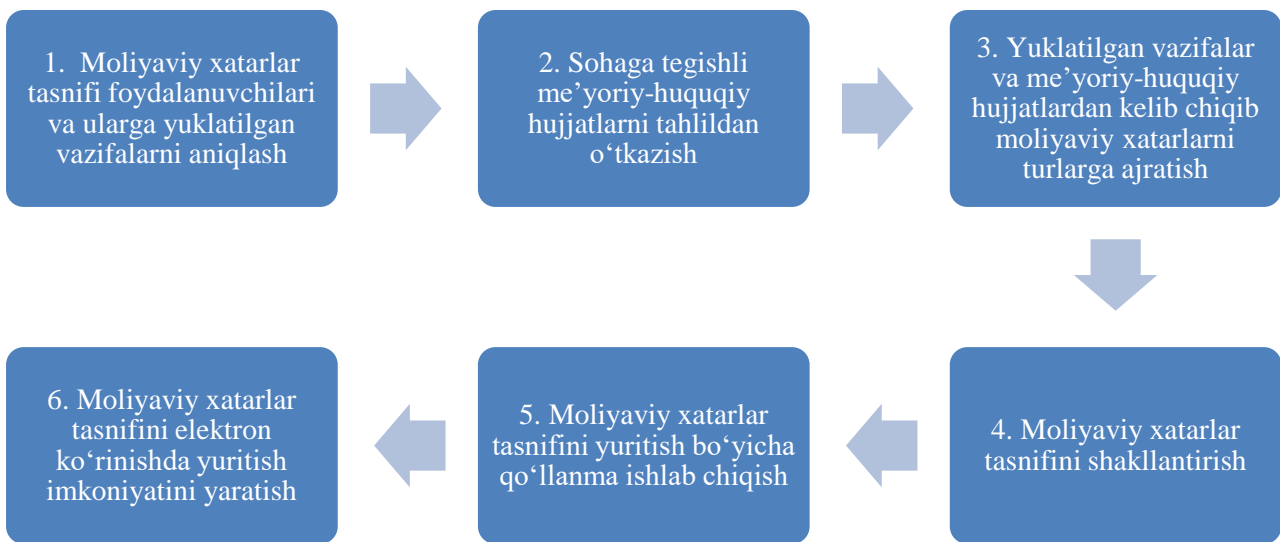 1. Moliyaviy xatarlar
tasnifi foydalanuvchilari
va ularga yuklatilgan
vazifalarni aniqlash
2. Sohaga tegishli
me’yoriy-huquqiy
hujjatlarni tahlildan
o‘tkazish
3. Yuklatilgan vazifalar
va me’yoriy-huquqiy
hujjatlardan kelib chiqib
moliyaviy xatarlarni
turlarga ajratish
4. Moliyaviy xatarlar
tasnifini shakllantirish
5. Moliyaviy xatarlar
tasnifini yuritish bo‘yicha
qo‘llanma ishlab chiqish
6. Moliyaviy xatarlar
tasnifini elektron
ko‘rinishda yuritish
imkoniyatini yaratish